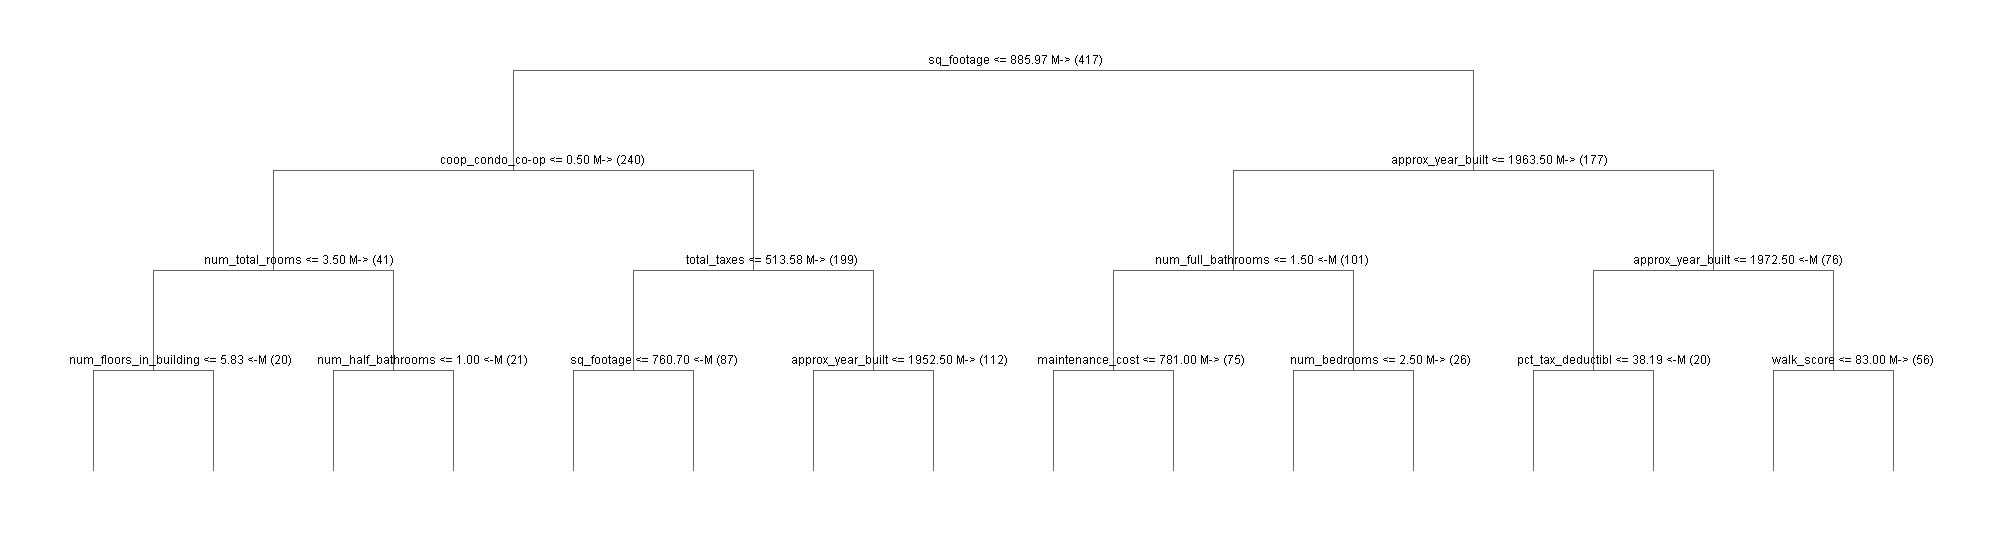 sq_footage <= 885.97 M-> (417)
coop_condo_co-op <= 0.50 M-> (240)
approx_year_built <= 1963.50 M-> (177)
num_total_rooms <= 3.50 M-> (41)
total_taxes <= 513.58 M-> (199)
num_full_bathrooms <= 1.50 <-M (101)
approx_year_built <= 1972.50 <-M (76)
num_floors_in_building <= 5.83 <-M (20)
num_half_bathrooms <= 1.00 <-M (21)
sq_footage <= 760.70 <-M (87)
approx_year_built <= 1952.50 M-> (112)
maintenance_cost <= 781.00 M-> (75)
num_bedrooms <= 2.50 M-> (26)
pct_tax_deductibl <= 38.19 <-M (20)
walk_score <= 83.00 M-> (56)